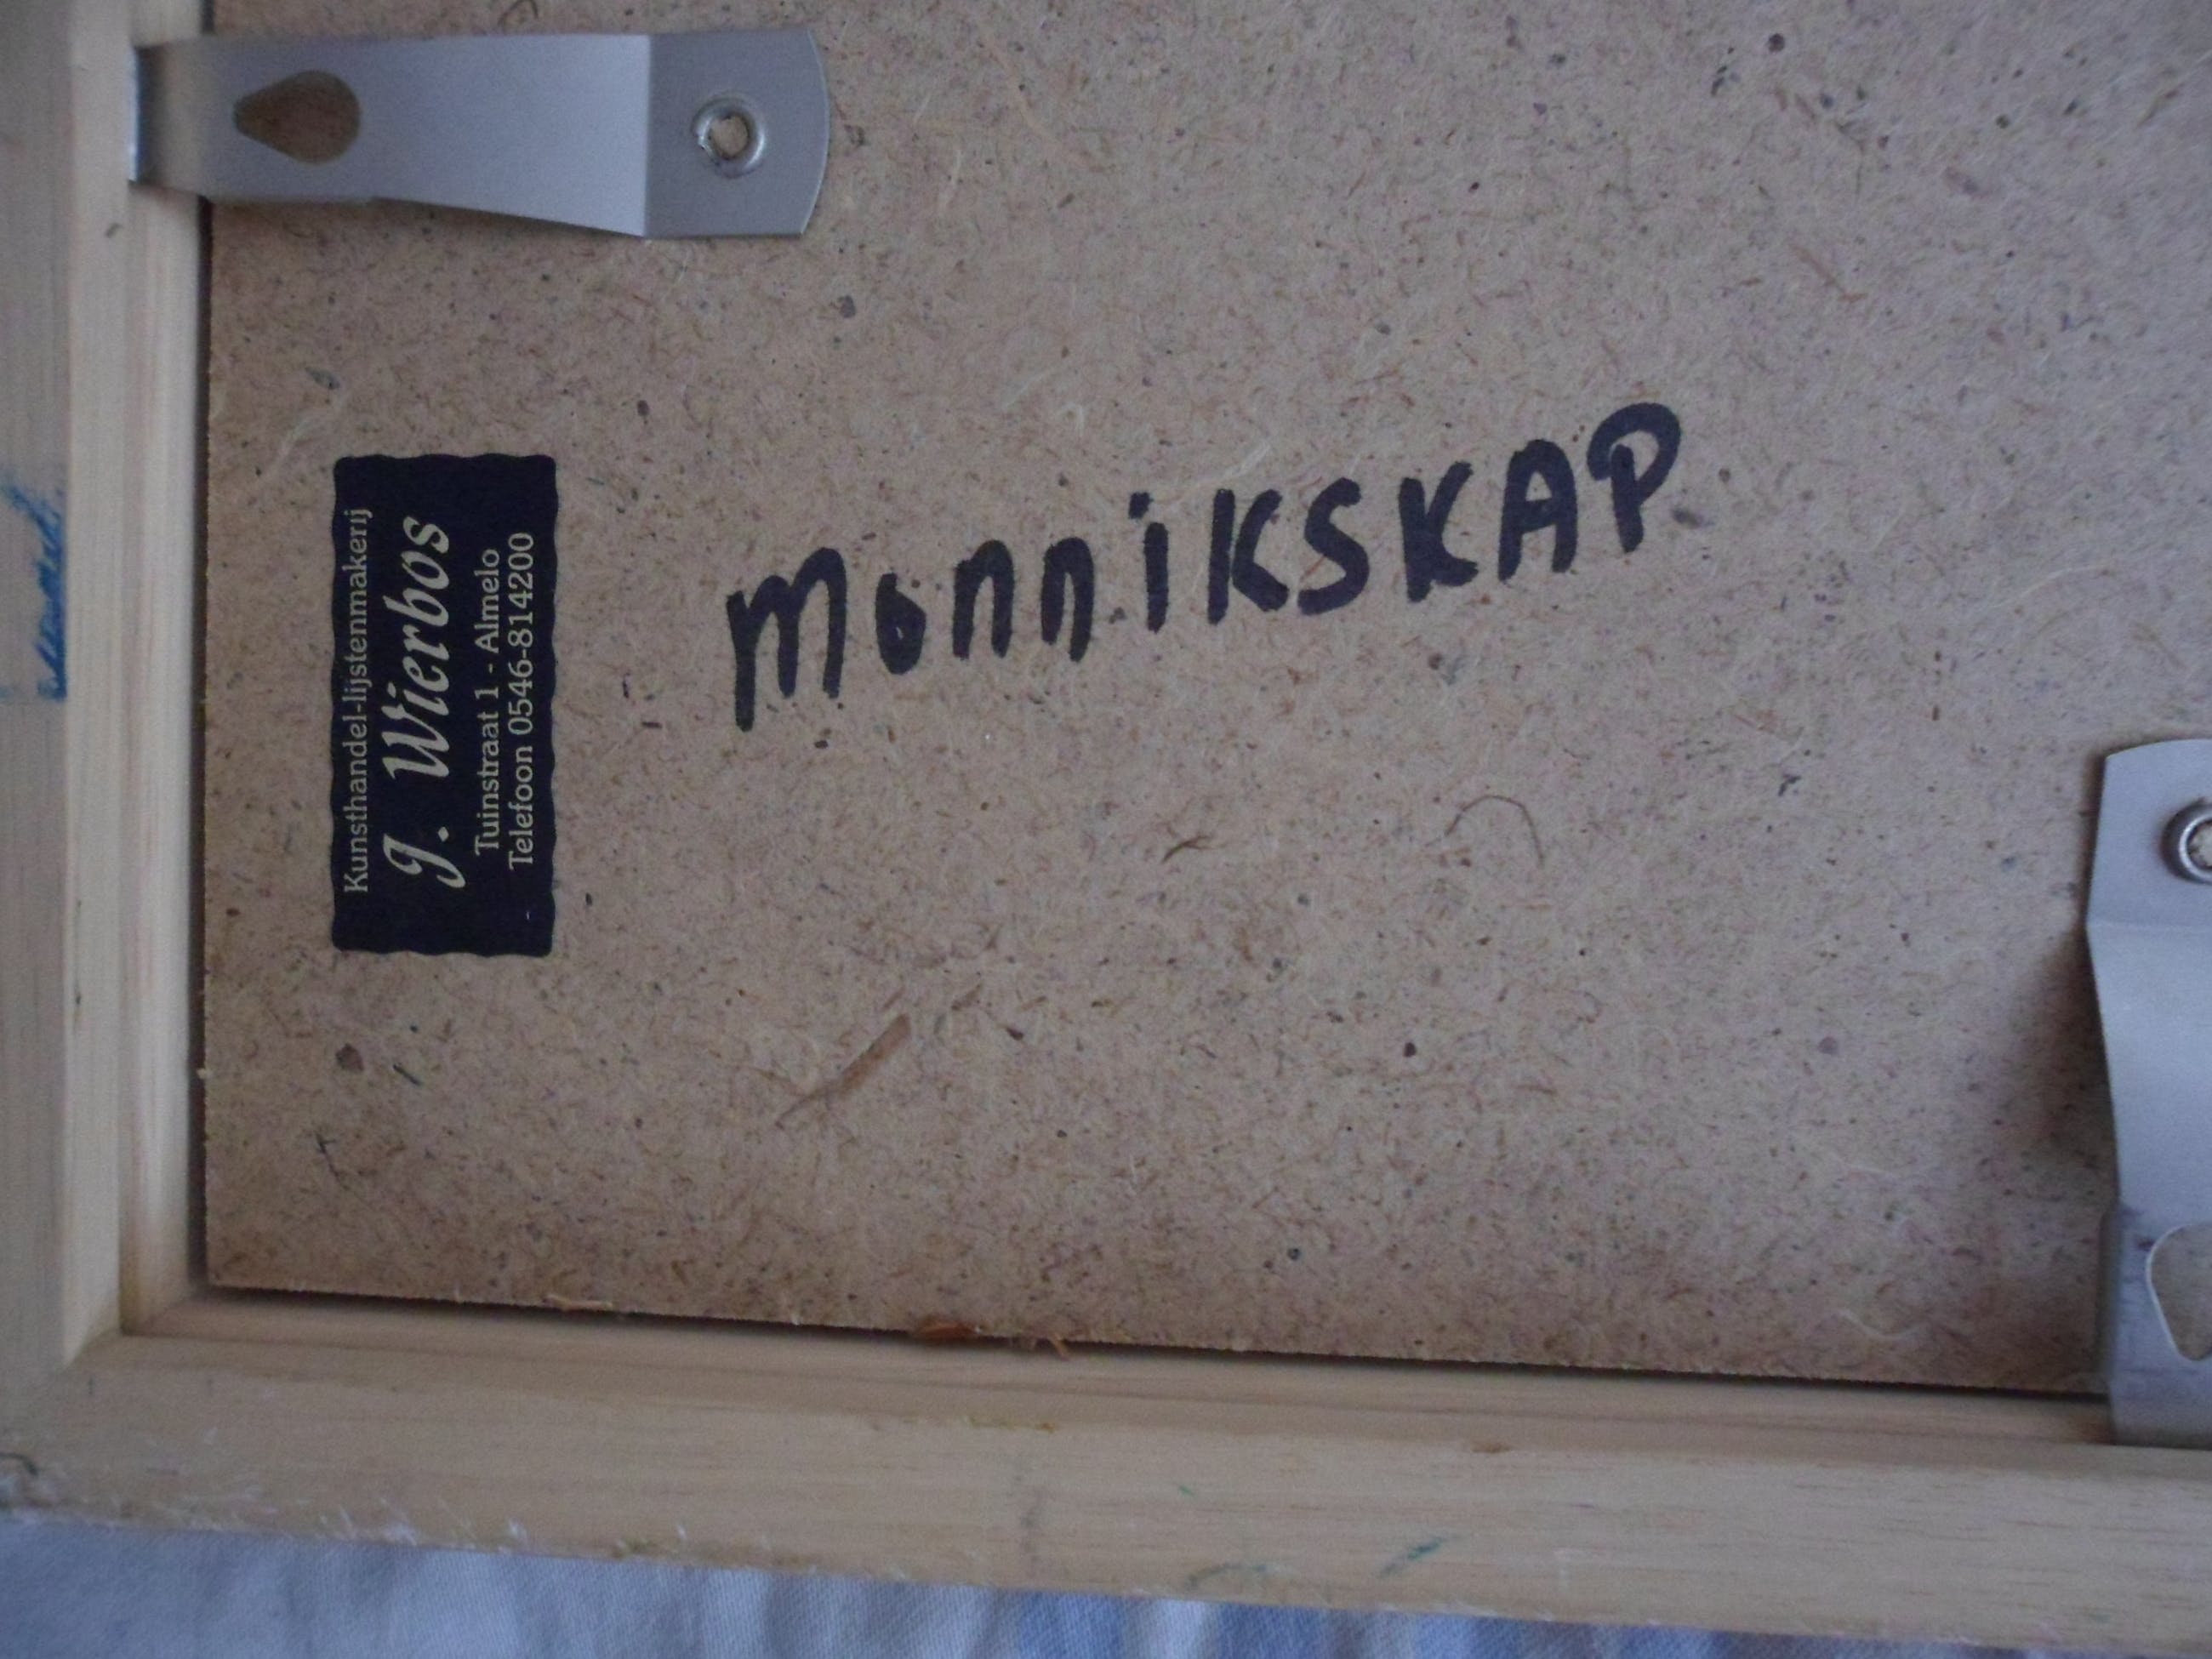 Kunsthandel-lijstenmakerij
J. Wierbos
Tuinstraat 1 - Almelo
Telefoon 0546-814200
monniKSKAP